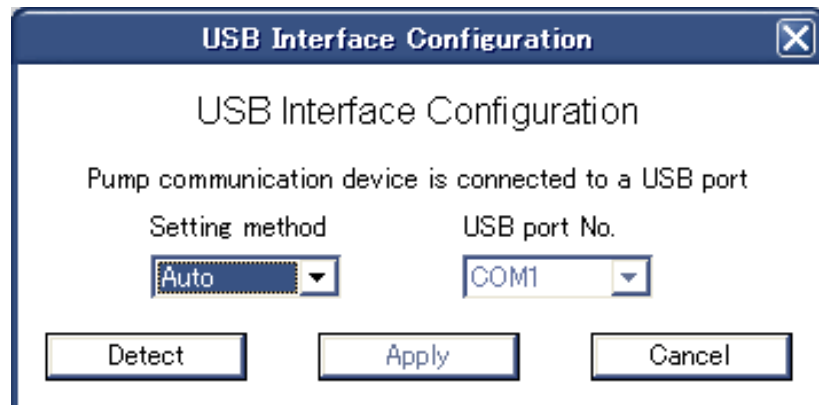 USB Interface Configuration
USB Interface Configuration
Pump communication device is connected to a USB port
Setting method USB port No.
Auto COM1
Detect Apply Cancel